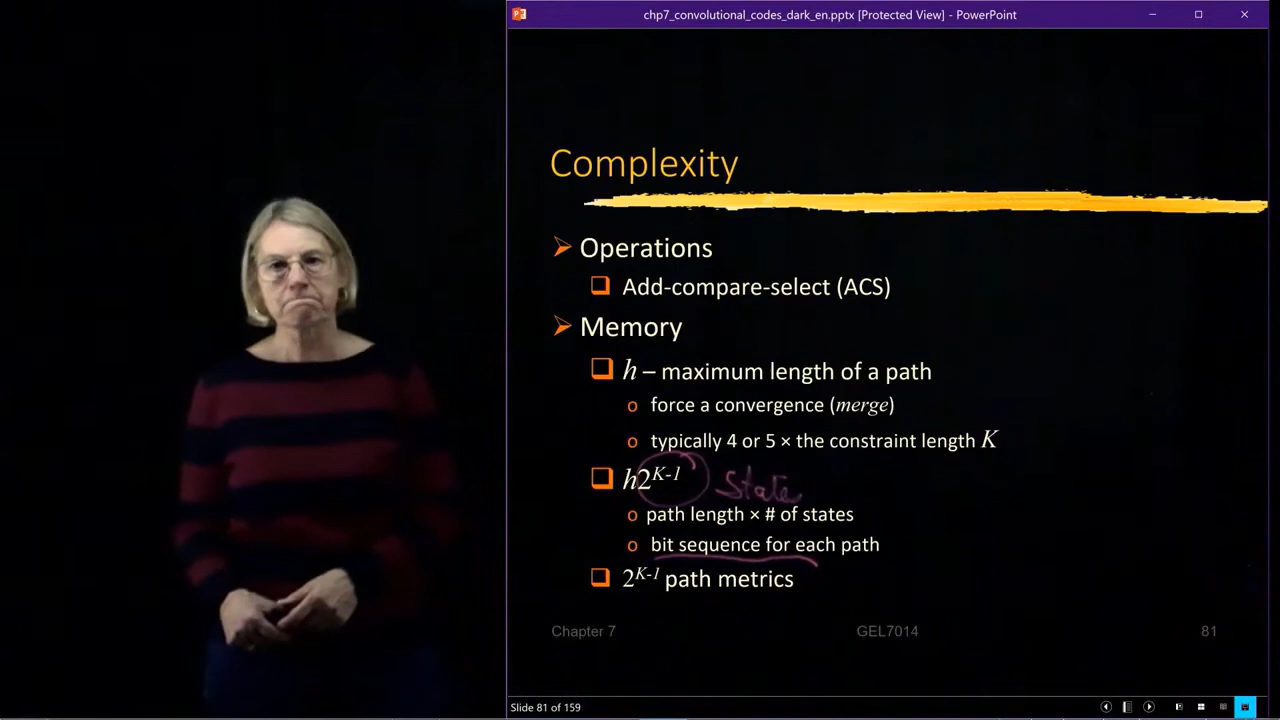 chp7_convolutional_codes_dark_en.pptx [Protected View] - PowerPoint
Complexity
Operations
Add-compare-select (ACS)
Memory
h – maximum length of a path
force a convergence (merge)
typically 4 or 5 × the constraint length K
h2^{K-1} State
path length × # of states
bit sequence for each path
2^{K-1} path metrics
Chapter 7 GEL7014 81
Slide 81 of 159